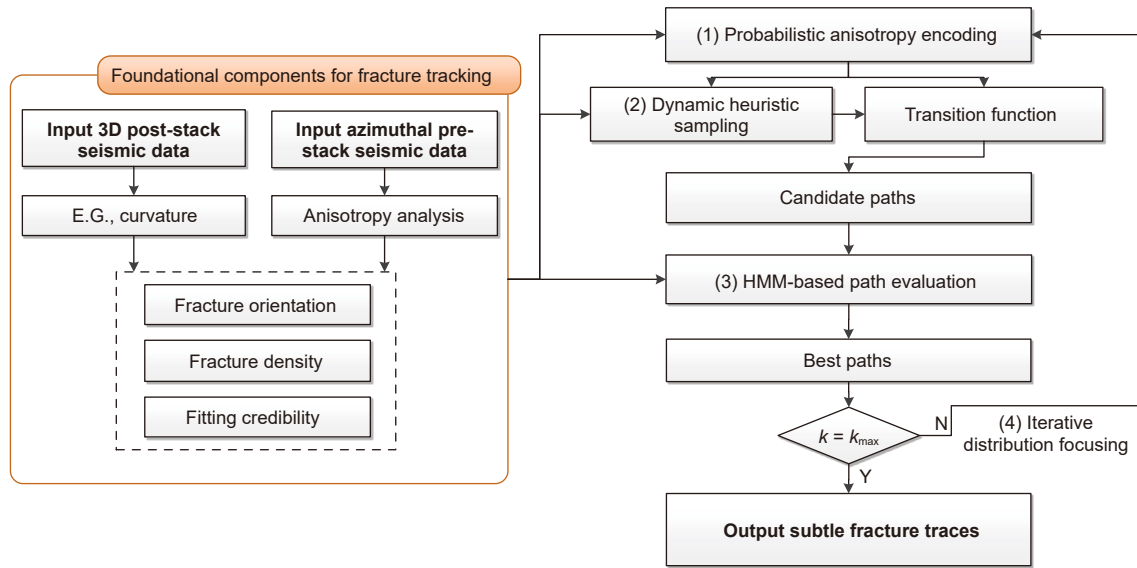 Foundational components for fracture tracking
Input 3D post-stack
seismic data
Input azimuthal pre-
stack seismic data
E.G., curvature
Anisotropy analysis
Fracture orientation
Fracture density
Fitting credibility
(1) Probabilistic anisotropy encoding
(2) Dynamic heuristic
sampling
Transition function
Candidate paths
(3) HMM-based path evaluation
Best paths
k = kmax
N
(4) Iterative
distribution focusing
Y
Output subtle fracture traces